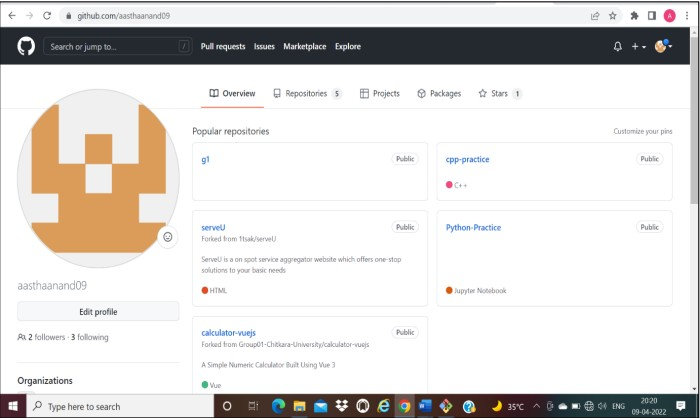 github.com/aasthaanand09
A
Search or jump to...
/
Pull requests Issues Marketplace Explore
Overview Repositories 5 Projects Packages Stars 1
Popular repositories
Customize your pins
g1 Public
cpp-practice Public
C++
serveU Public
Forked from 1tsak/serveU
ServeU is a on spot service aggregator website which offers one-stop
solutions to your basic needs
HTML
Python-Practice Public
Jupyter Notebook
calculator-vuejs Public
Forked from Group01-Chitkara-University/calculator-vuejs
A Simple Numeric Calculator Built Using Vue 3
Vue
aasthaanand09
Edit profile
2 followers · 3 following
Organizations
Type here to search
35°C
ENG
20:20
09-04-2022